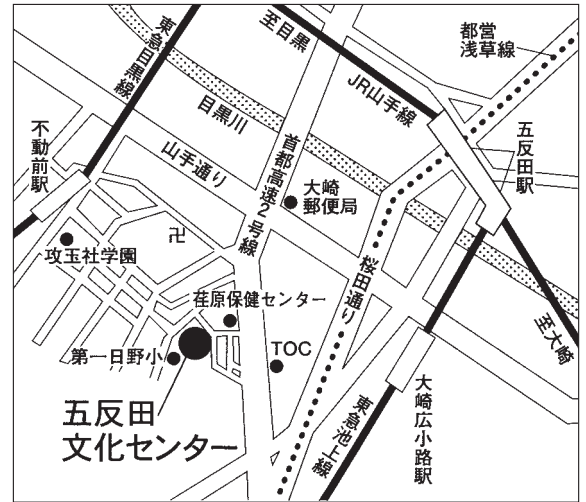 都営
浅草線
至目黒
東急目黒線
JR山手線
目黒川
五反田駅
不動前駅
山手通り
首都高速2号線
大崎
郵便局
卍
攻玉社学園
桜田通り
荏原保健センター
至大崎
第一日野小
TOC
五反田
文化センター
東急池上線
大崎広小路駅